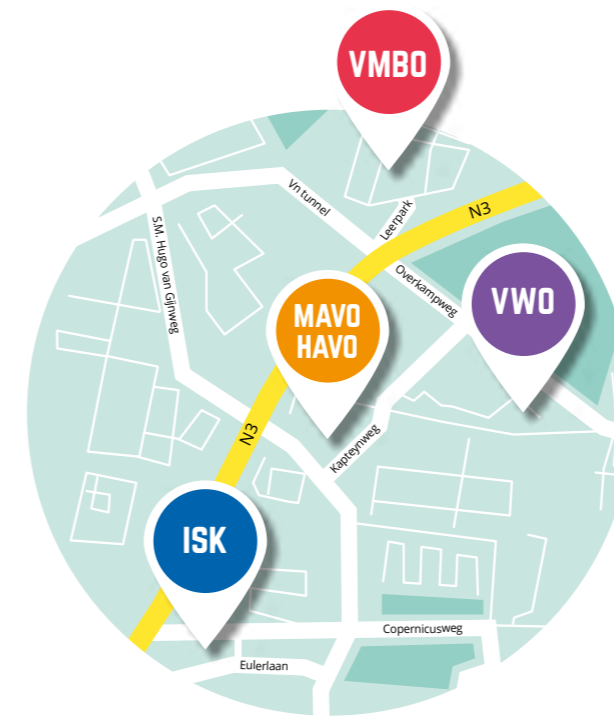 VMBO
Vn tunnel
Leerpark
N3
S.M. Hugo van Gijnweg
Overkampweg
VWO
MAVO
HAVO
N3
Kapteynweg
ISK
Copernicusweg
Eulerlaan